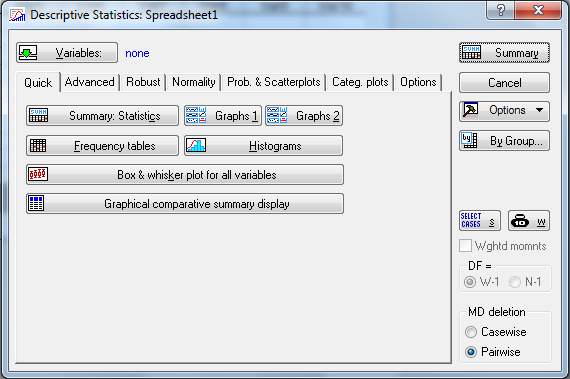 Descriptive Statistics: Spreadsheet1
Variables: none
Summary
Quick Advanced Robust Normality Prob. & Scatterplots Categ. plots Options
Cancel
Summary: Statistics Graphs 1 Graphs 2
Options
Frequency tables Histograms
By Group...
Box & whisker plot for all variables
Graphical comparative summary display
SELECT CASES S W
Wghtd momnts
DF =
W-1 N-1
MD deletion
Casewise
Pairwise